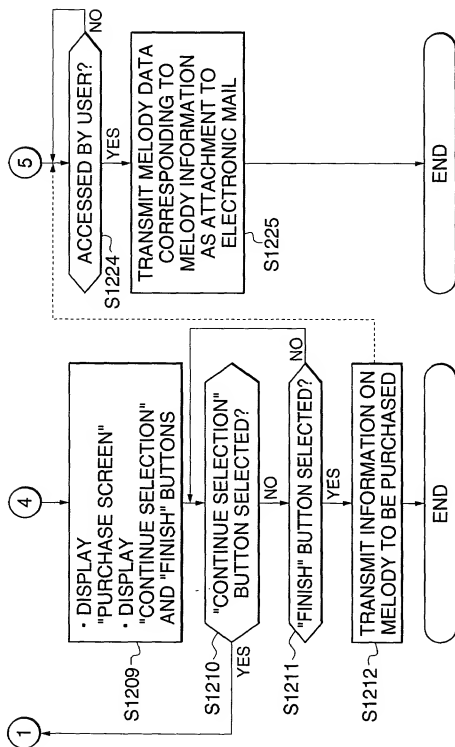 1
4
S1209
· DISPLAY
"PURCHASE SCREEN"
· DISPLAY
"CONTINUE SELECTION"
AND "FINISH" BUTTONS
S1210
"CONTINUE SELECTION"
BUTTON SELECTED?
YES
NO
S1211
"FINISH" BUTTON SELECTED?
NO
YES
S1212
TRANSMIT INFORMATION ON
MELODY TO BE PURCHASED
END
5
S1224
ACCESSED BY USER?
NO
YES
TRANSMIT MELODY DATA
CORRESPONDING TO
MELODY INFORMATION
AS ATTACHMENT TO
ELECTRONIC MAIL
S1225
END